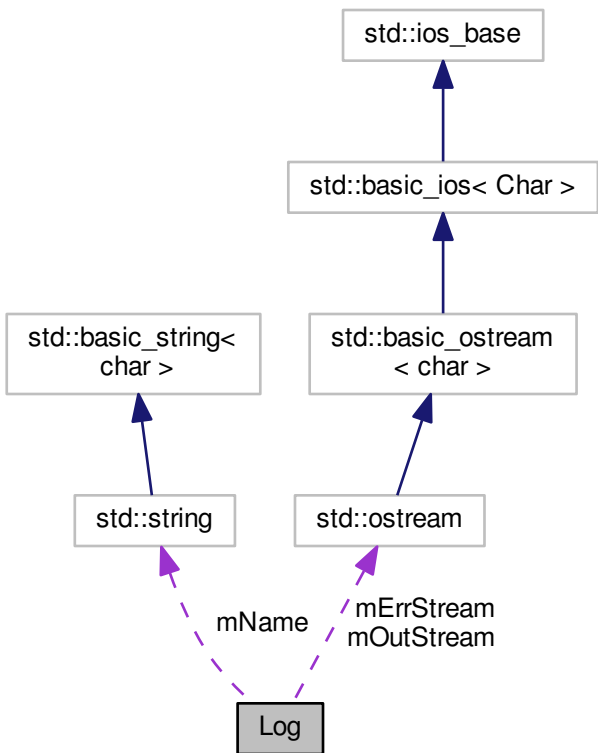 std::ios_base
std::basic_ios< Char >
std::basic_string<
char >
std::basic_ostream
< char >
std::string
std::ostream
mName
mErrStream
mOutStream
Log